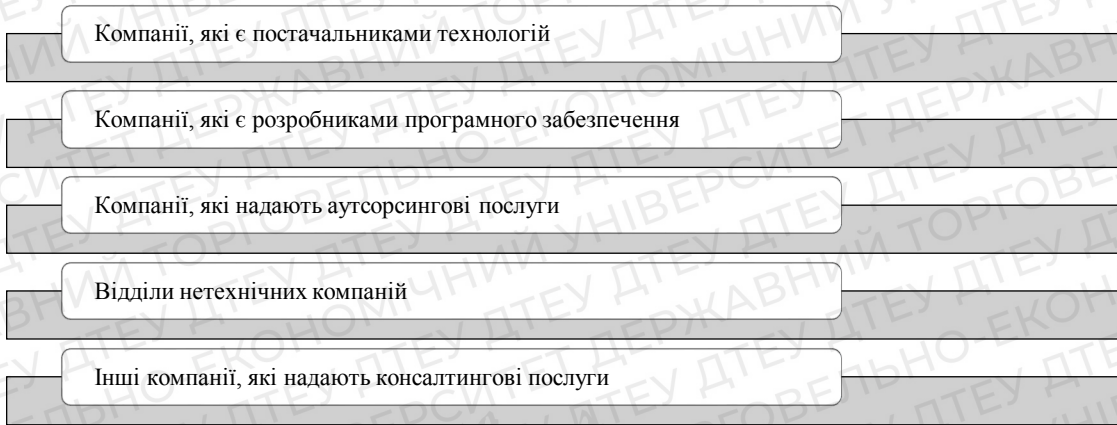 Компанії, які є постачальниками технологій
Компанії, які є розробниками програмного забезпечення
Компанії, які надають аутсорсингові послуги
Відділи нетехнічних компаній
Інші компанії, які надають консалтингові послуги